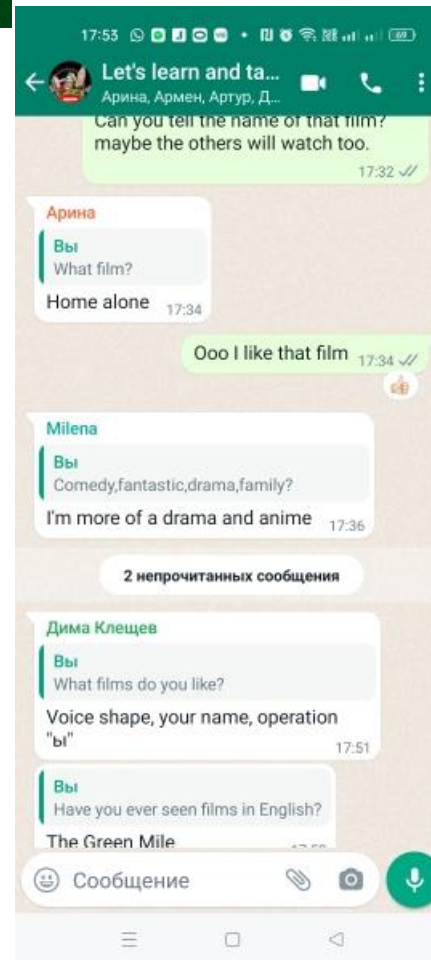 17:53
Let's learn and ta...
Арина, Армен, Артур, Д...
Can you tell the name of that film?
maybe the others will watch too.
17:32
Арина
Вы
What film?
Home alone 17:34
Ooo I like that film 17:34
Milena
Вы
Comedy,fantastic,drama,family?
I'm more of a drama and anime 17:36
2 непрочитанных сообщения
Дима Клещев
Вы
What films do you like?
Voice shape, your name, operation
"ы" 17:51
Вы
Have you ever seen films in English?
The Green Mile
Сообщение